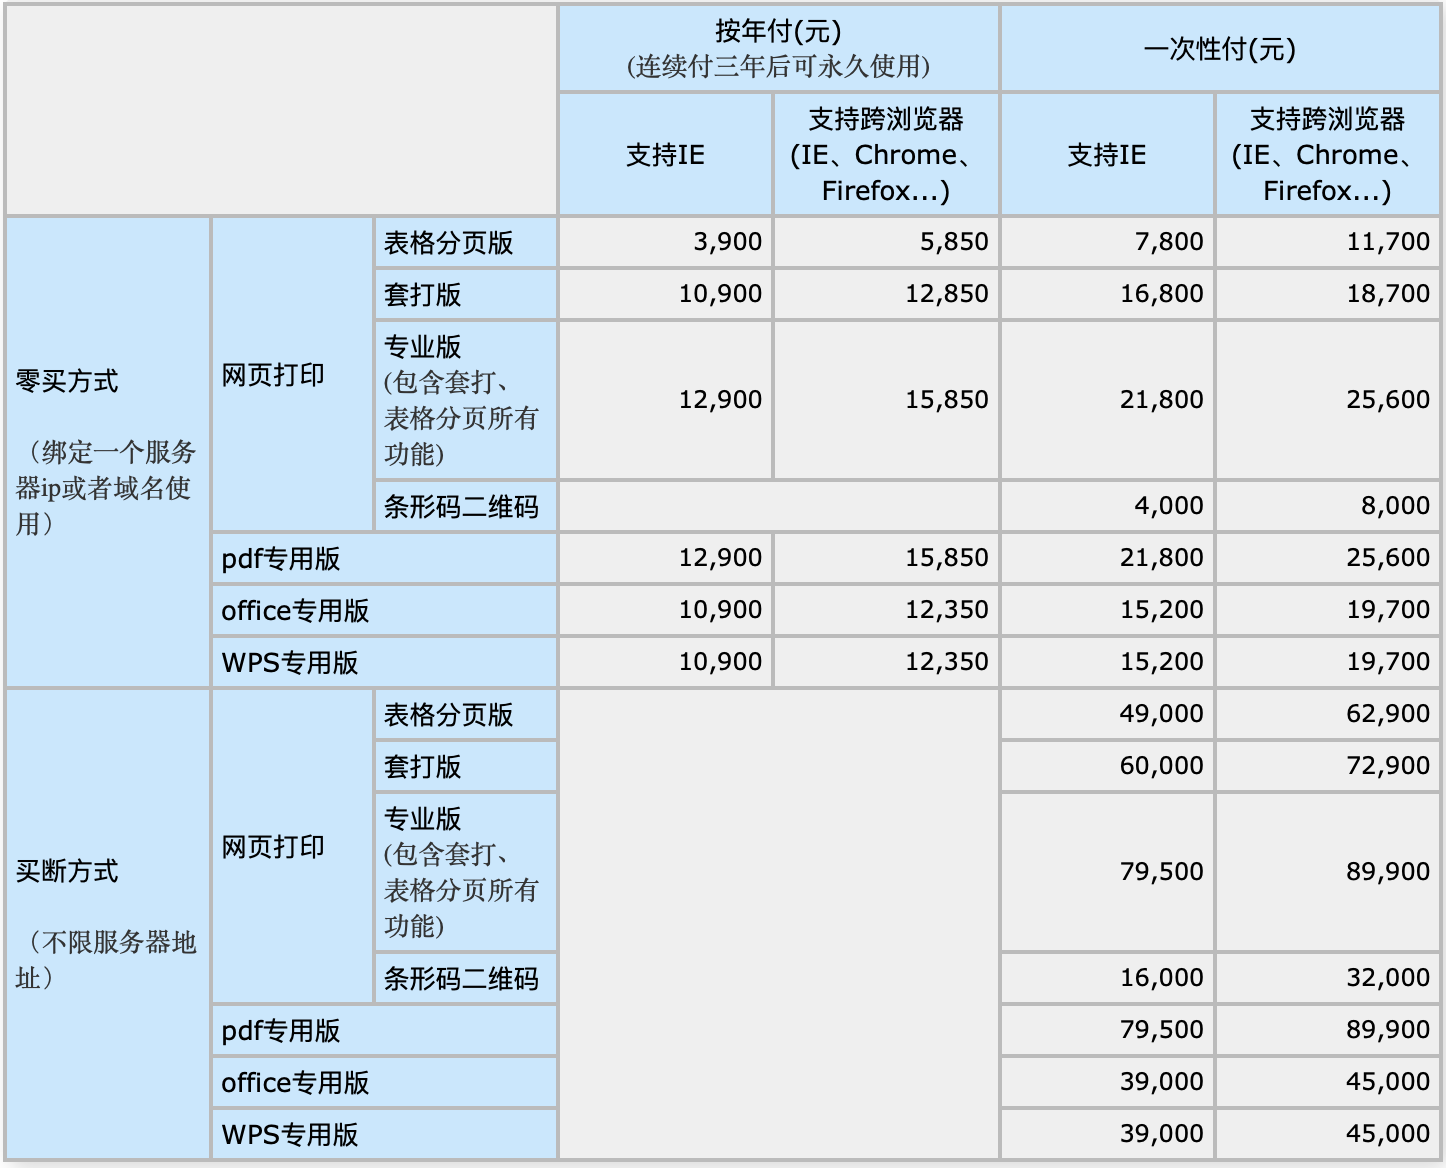 按年付(元)
(连续付三年后可永久使用)
一次性付(元)
支持IE
支持跨浏览器
(IE、Chrome、
Firefox...)
支持IE
支持跨浏览器
(IE、Chrome、
Firefox...)
零买方式
（绑定一个服务
器ip或者域名使
用）
网页打印
表格分页版
3,900
5,850
7,800
11,700
套打版
10,900
12,850
16,800
18,700
专业版
(包含套打、
表格分页所有
功能)
12,900
15,850
21,800
25,600
条形码二维码
4,000
8,000
pdf专用版
12,900
15,850
21,800
25,600
office专用版
10,900
12,350
15,200
19,700
WPS专用版
10,900
12,350
15,200
19,700
买断方式
（不限服务器地
址）
网页打印
表格分页版
49,000
62,900
套打版
60,000
72,900
专业版
(包含套打、
表格分页所有
功能)
79,500
89,900
条形码二维码
16,000
32,000
pdf专用版
79,500
89,900
office专用版
39,000
45,000
WPS专用版
39,000
45,000